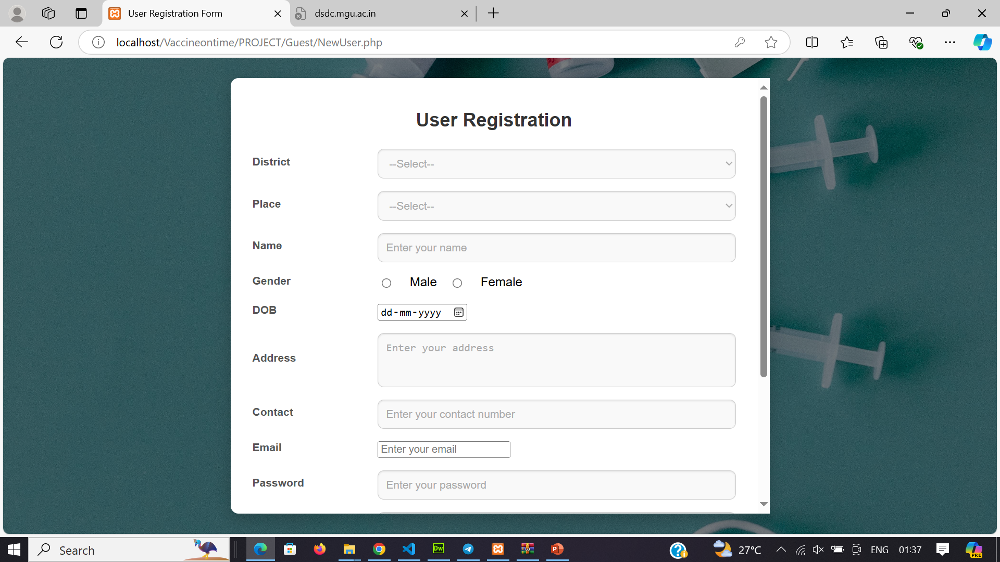 User Registration Form
dsdc.mgu.ac.in
localhost/Vaccineontime/PROJECT/Guest/NewUser.php
User Registration
District
--Select--
Place
--Select--
Name
Enter your name
Gender
Male
Female
DOB
dd-mm-yyyy
Address
Enter your address
Contact
Enter your contact number
Email
Enter your email
Password
Enter your password
Search
Dw
P
27°C
ENG
01:37
PRE